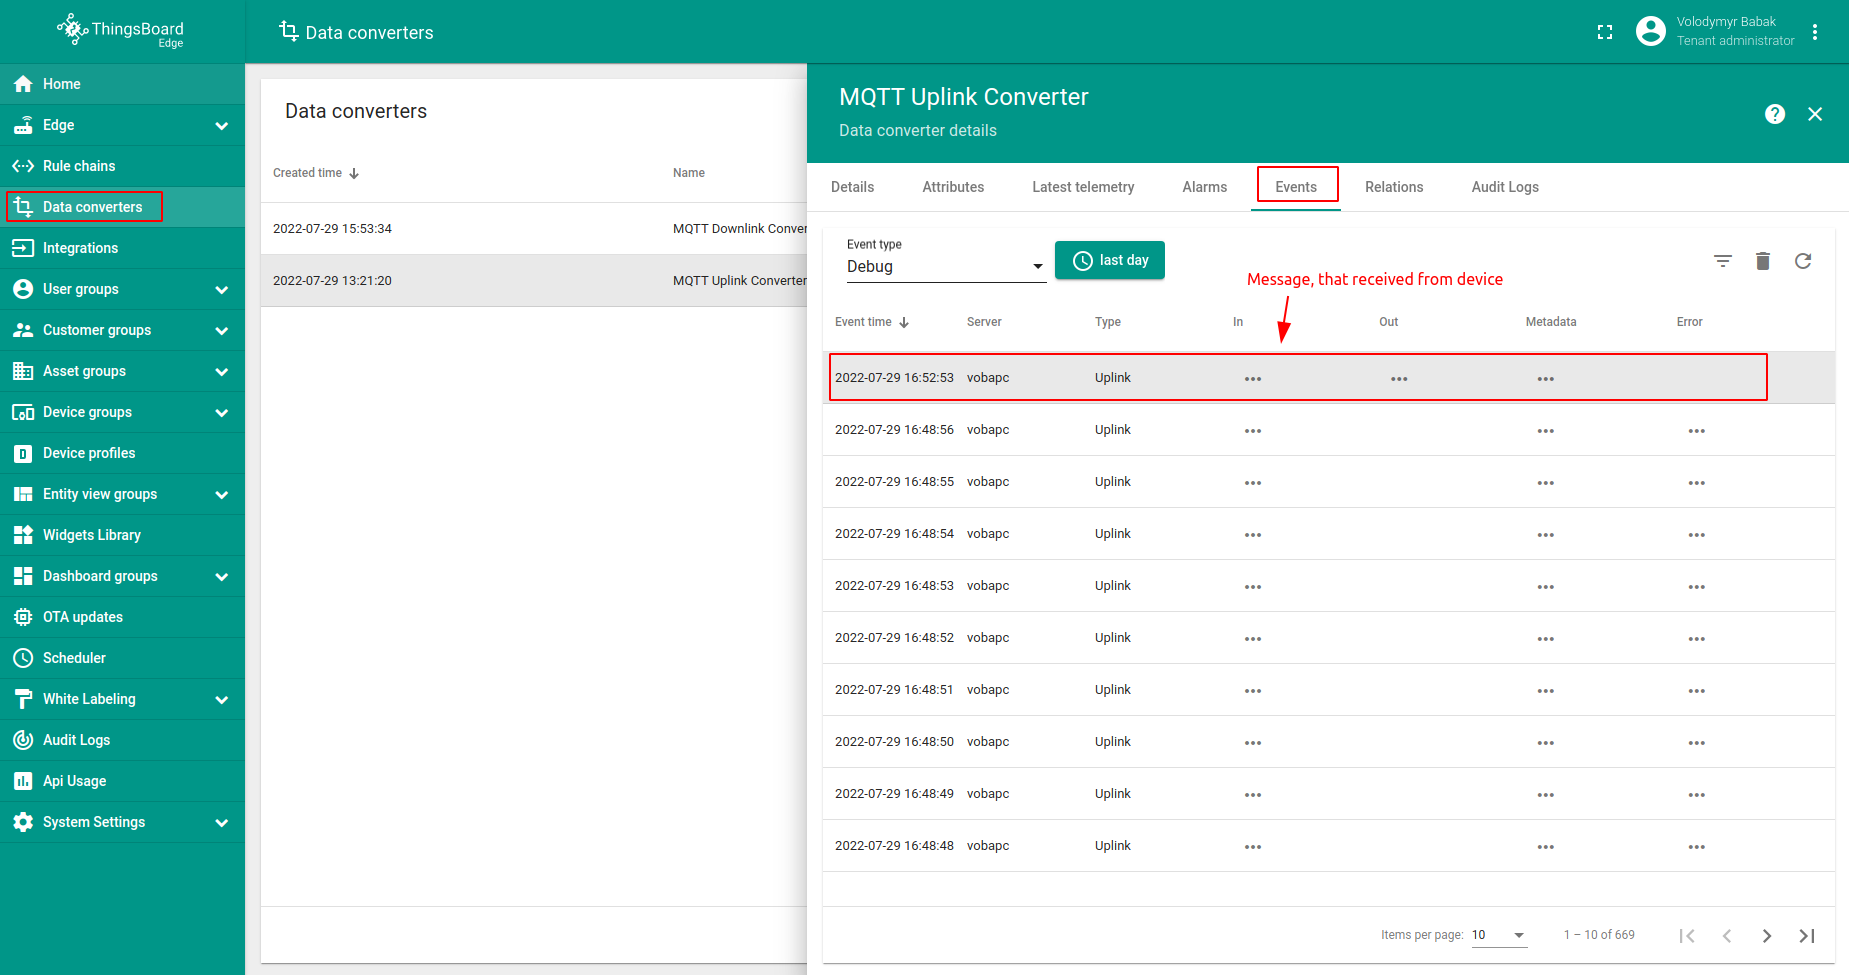 ThingsBoard
Edge
Data converters
Volodymyr Babak
Tenant administrator
Home
Edge
Rule chains
Data converters
Integrations
User groups
Customer groups
Asset groups
Device groups
Device profiles
Entity view groups
Widgets Library
Dashboard groups
OTA updates
Scheduler
White Labeling
Audit Logs
Api Usage
System Settings
Data converters
Created time Name
2022-07-29 15:53:34 MQTT Downlink Conver
2022-07-29 13:21:20 MQTT Uplink Converter
MQTT Uplink Converter
Data converter details
Details Attributes Latest telemetry Alarms Events Relations Audit Logs
Event type
Debug
last day
Message, that received from device
Event time Server Type In Out Metadata Error
2022-07-29 16:52:53 vobapc Uplink ••• ••• •••
2022-07-29 16:48:56 vobapc Uplink ••• ••• •••
2022-07-29 16:48:55 vobapc Uplink ••• ••• •••
2022-07-29 16:48:54 vobapc Uplink ••• ••• •••
2022-07-29 16:48:53 vobapc Uplink ••• ••• •••
2022-07-29 16:48:52 vobapc Uplink ••• ••• •••
2022-07-29 16:48:51 vobapc Uplink ••• ••• •••
2022-07-29 16:48:50 vobapc Uplink ••• ••• •••
2022-07-29 16:48:49 vobapc Uplink ••• ••• •••
2022-07-29 16:48:48 vobapc Uplink ••• ••• •••
Items per page: 10 1 – 10 of 669